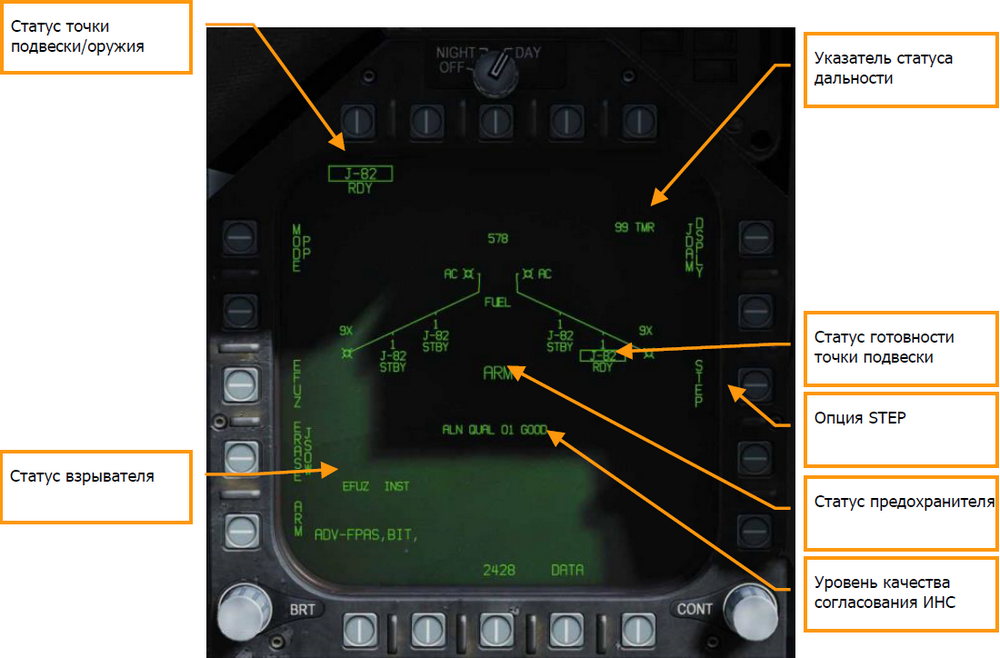 Статус точки
подвески/оружия
Указатель статуса
дальности
NIGHT DAY
OFF
J-82
RDY
99 TMR
MODE
PP
578
JDAM
DSPLY
AC AC
FUEL
9X 9X
1 1
J-82 J-82
STBY STBY
1 1
J-82 J-82
STBY RDY
Статус готовности
точки подвески
ARM
EFUZ
STEP
Опция STEP
ALN QUAL 01 GOOD
ERASE
JSOW
Статус взрывателя
EFUZ INST
Статус предохранителя
ARM
ADV-FPAS,BIT,
2428 DATA
Уровень качества
согласования ИНС
BRT CONT